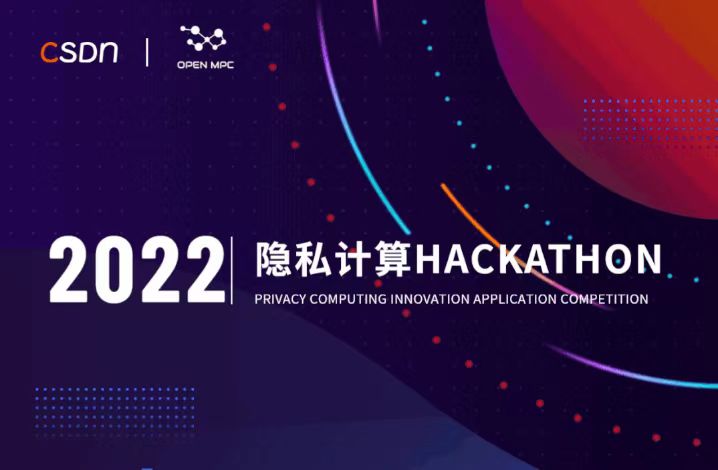 CSDN
OPEN MPC
2022
隐私计算HACKATHON
PRIVACY COMPUTING INNOVATION APPLICATION COMPETITION